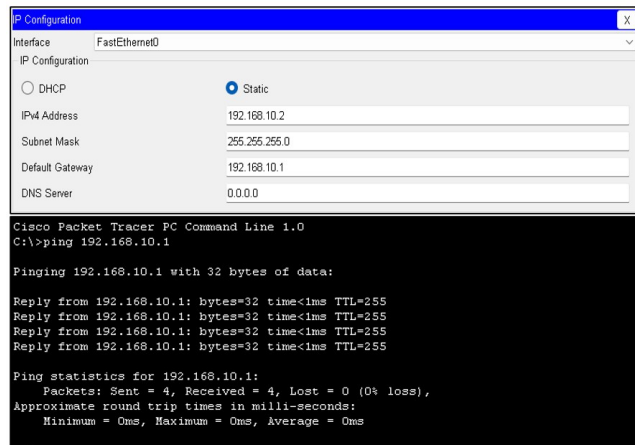 IP Configuration X
Interface FastEthernet0
IP Configuration
DHCP Static
IPv4 Address 192.168.10.2
Subnet Mask 255.255.255.0
Default Gateway 192.168.10.1
DNS Server 0.0.0.0
Cisco Packet Tracer PC Command Line 1.0
C:\>ping 192.168.10.1
Pinging 192.168.10.1 with 32 bytes of data:
Reply from 192.168.10.1: bytes=32 time<1ms TTL=255
Reply from 192.168.10.1: bytes=32 time<1ms TTL=255
Reply from 192.168.10.1: bytes=32 time<1ms TTL=255
Reply from 192.168.10.1: bytes=32 time<1ms TTL=255
Ping statistics for 192.168.10.1:
Packets: Sent = 4, Received = 4, Lost = 0 (0% loss),
Approximate round trip times in milli-seconds:
Minimum = 0ms, Maximum = 0ms, Average = 0ms